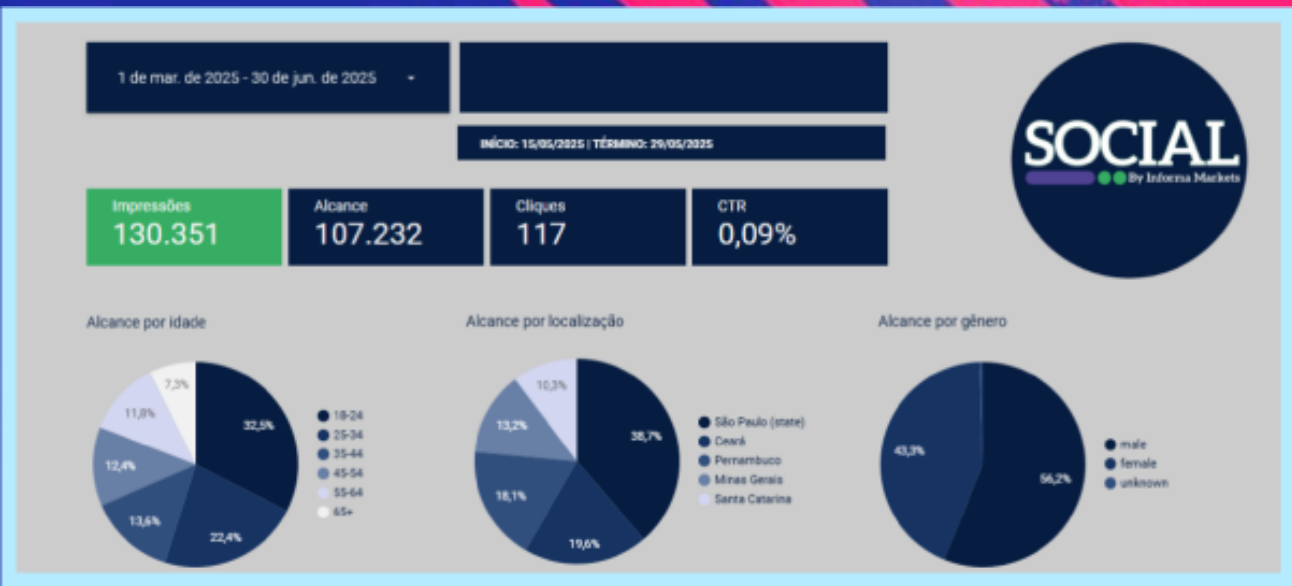 1 de mar. de 2025 - 30 de jun. de 2025
INÍCIO: 15/05/2025 | TÉRMINO: 29/05/2025
SOCIAL
By Informa Markets
Impressões
130.351
Alcance
107.232
Cliques
117
CTR
0,09%
Alcance por idade
7,3%
11,8%
12,4%
13,6%
22,4%
32,5%
18-24
25-34
35-44
45-54
55-64
65+
Alcance por localização
10,3%
13,2%
18,1%
19,6%
38,7%
São Paulo (state)
Ceará
Pernambuco
Minas Gerais
Santa Catarina
Alcance por gênero
43,3%
56,2%
male
female
unknown